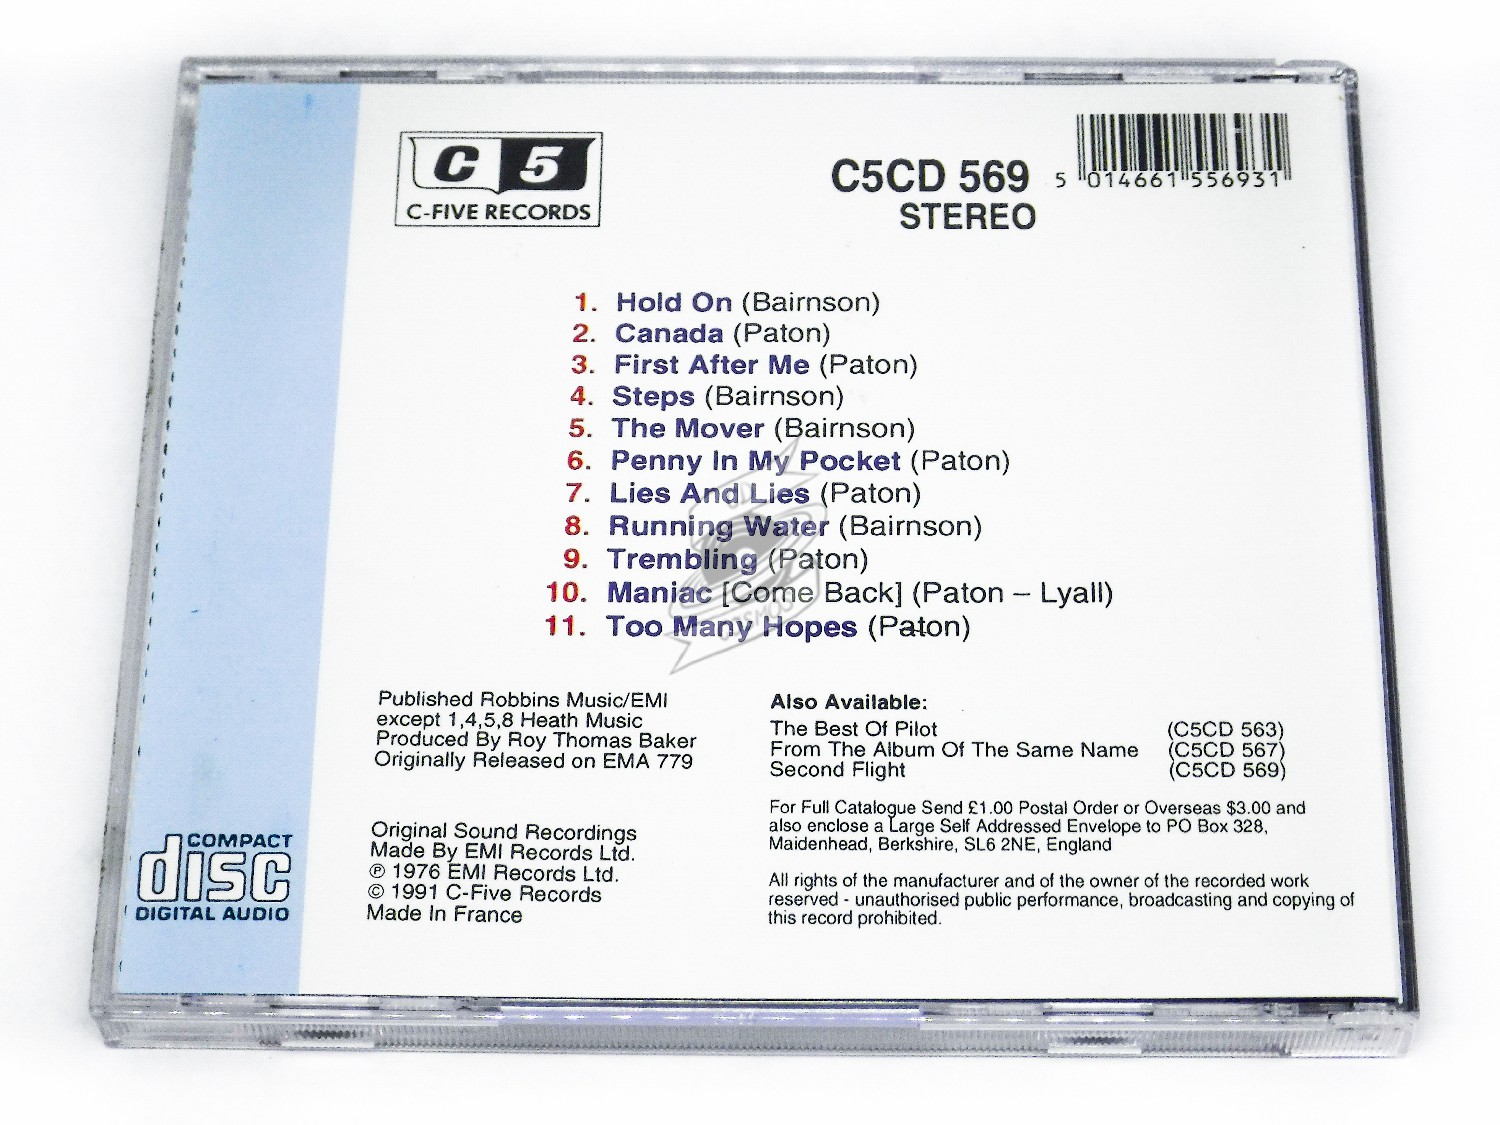 C 5
C-FIVE RECORDS
C5CD 569
STEREO
5 014661 556931
1. Hold On (Bairnson)
2. Canada (Paton)
3. First After Me (Paton)
4. Steps (Bairnson)
5. The Mover (Bairnson)
6. Penny In My Pocket (Paton)
7. Lies And Lies (Paton)
8. Running Water (Bairnson)
9. Trembling (Paton)
10. Maniac [Come Back] (Paton – Lyall)
11. Too Many Hopes (Paton)
CD
COSMOS
Published Robbins Music/EMI
except 1,4,5,8 Heath Music
Produced By Roy Thomas Baker
Originally Released on EMA 779
Original Sound Recordings
Made By EMI Records Ltd.
℗ 1976 EMI Records Ltd.
© 1991 C-Five Records
Made In France
Also Available:
The Best Of Pilot (C5CD 563)
From The Album Of The Same Name (C5CD 567)
Second Flight (C5CD 569)
For Full Catalogue Send £1.00 Postal Order or Overseas $3.00 and
also enclose a Large Self Addressed Envelope to PO Box 328,
Maidenhead, Berkshire, SL6 2NE, England
All rights of the manufacturer and of the owner of the recorded work
reserved - unauthorised public performance, broadcasting and copying of
this record prohibited.
COMPACT
disc
DIGITAL AUDIO